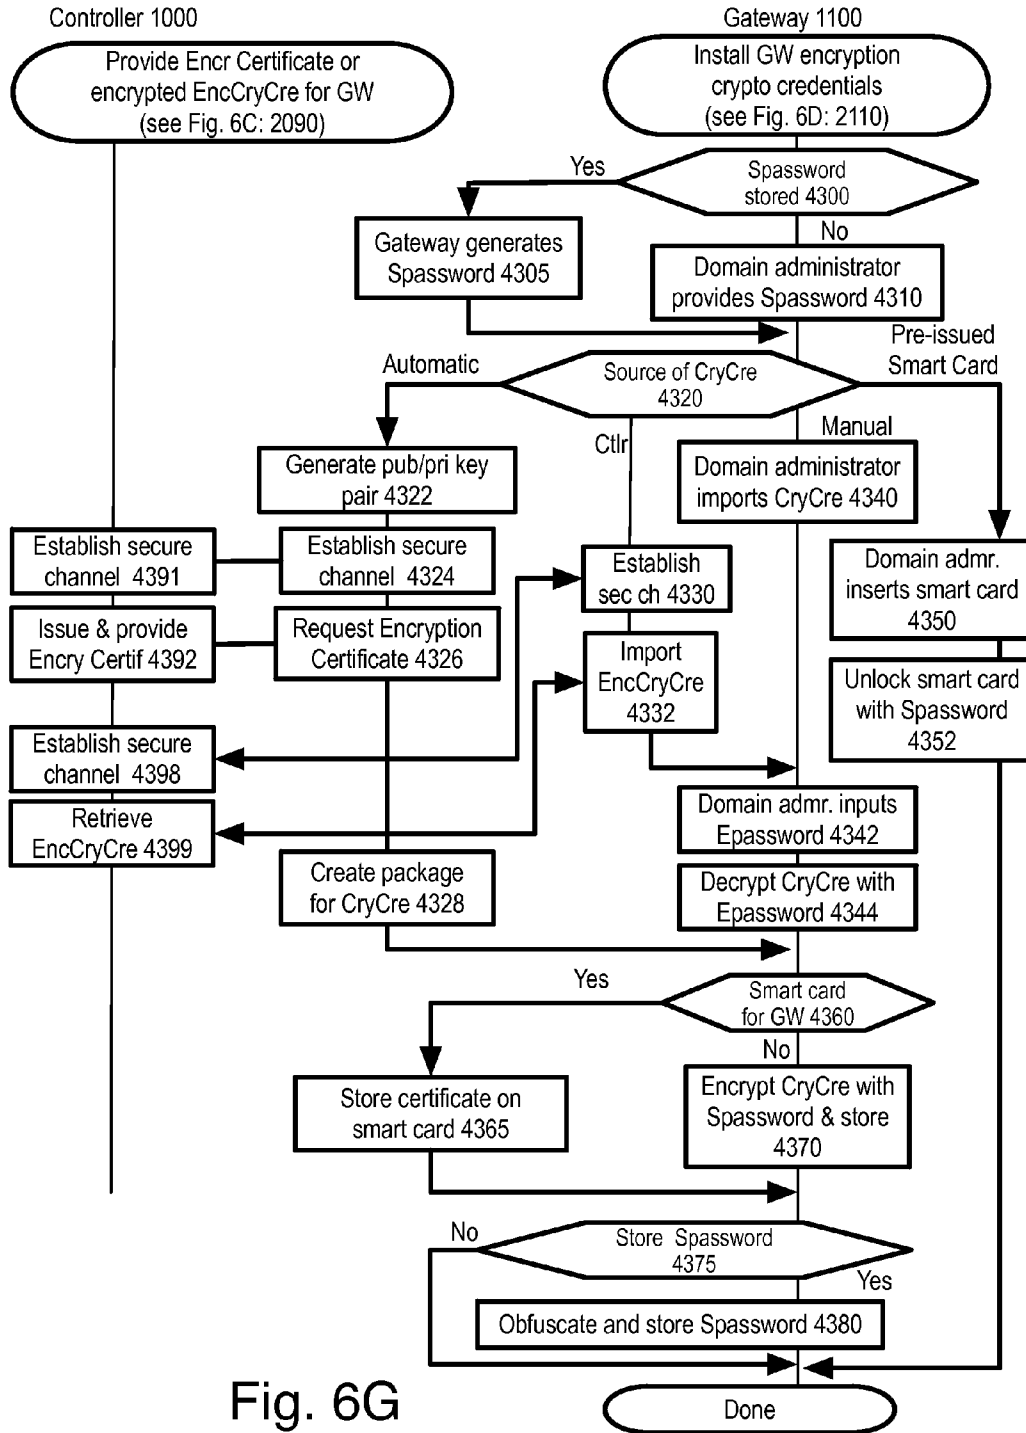 Controller 1000
Gateway 1100
Provide Encr Certificate or
encrypted EncCryCre for GW
(see Fig. 6C: 2090)
Install GW encryption
crypto credentials
(see Fig. 6D: 2110)
Yes
Spassword
stored 4300
No
Gateway generates
Spassword 4305
Domain administrator
provides Spassword 4310
Pre-issued
Smart Card
Automatic
Source of CryCre
4320
Ctlr
Manual
Generate pub/pri key
pair 4322
Domain administrator
imports CryCre 4340
Establish secure
channel 4391
Establish secure
channel 4324
Establish
sec ch 4330
Domain admr.
inserts smart card
4350
Issue & provide
Encry Certif 4392
Request Encryption
Certificate 4326
Import
EncCryCre
4332
Unlock smart card
with Spassword
4352
Establish secure
channel 4398
Retrieve
EncCryCre 4399
Domain admr. inputs
Epassword 4342
Create package
for CryCre 4328
Decrypt CryCre with
Epassword 4344
Yes
Smart card
for GW 4360
No
Store certificate on
smart card 4365
Encrypt CryCre with
Spassword & store
4370
No
Store Spassword
4375
Yes
Obfuscate and store Spassword 4380
Fig. 6G
Done